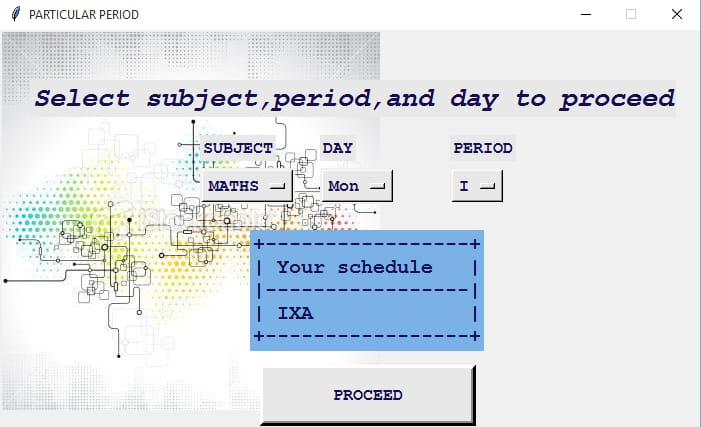 PARTICULAR PERIOD
Select subject,period,and day to proceed
SUBJECT DAY PERIOD
MATHS Mon I
+-----------------+
| Your schedule   |
|-----------------|
| IXA             |
+-----------------+
PROCEED